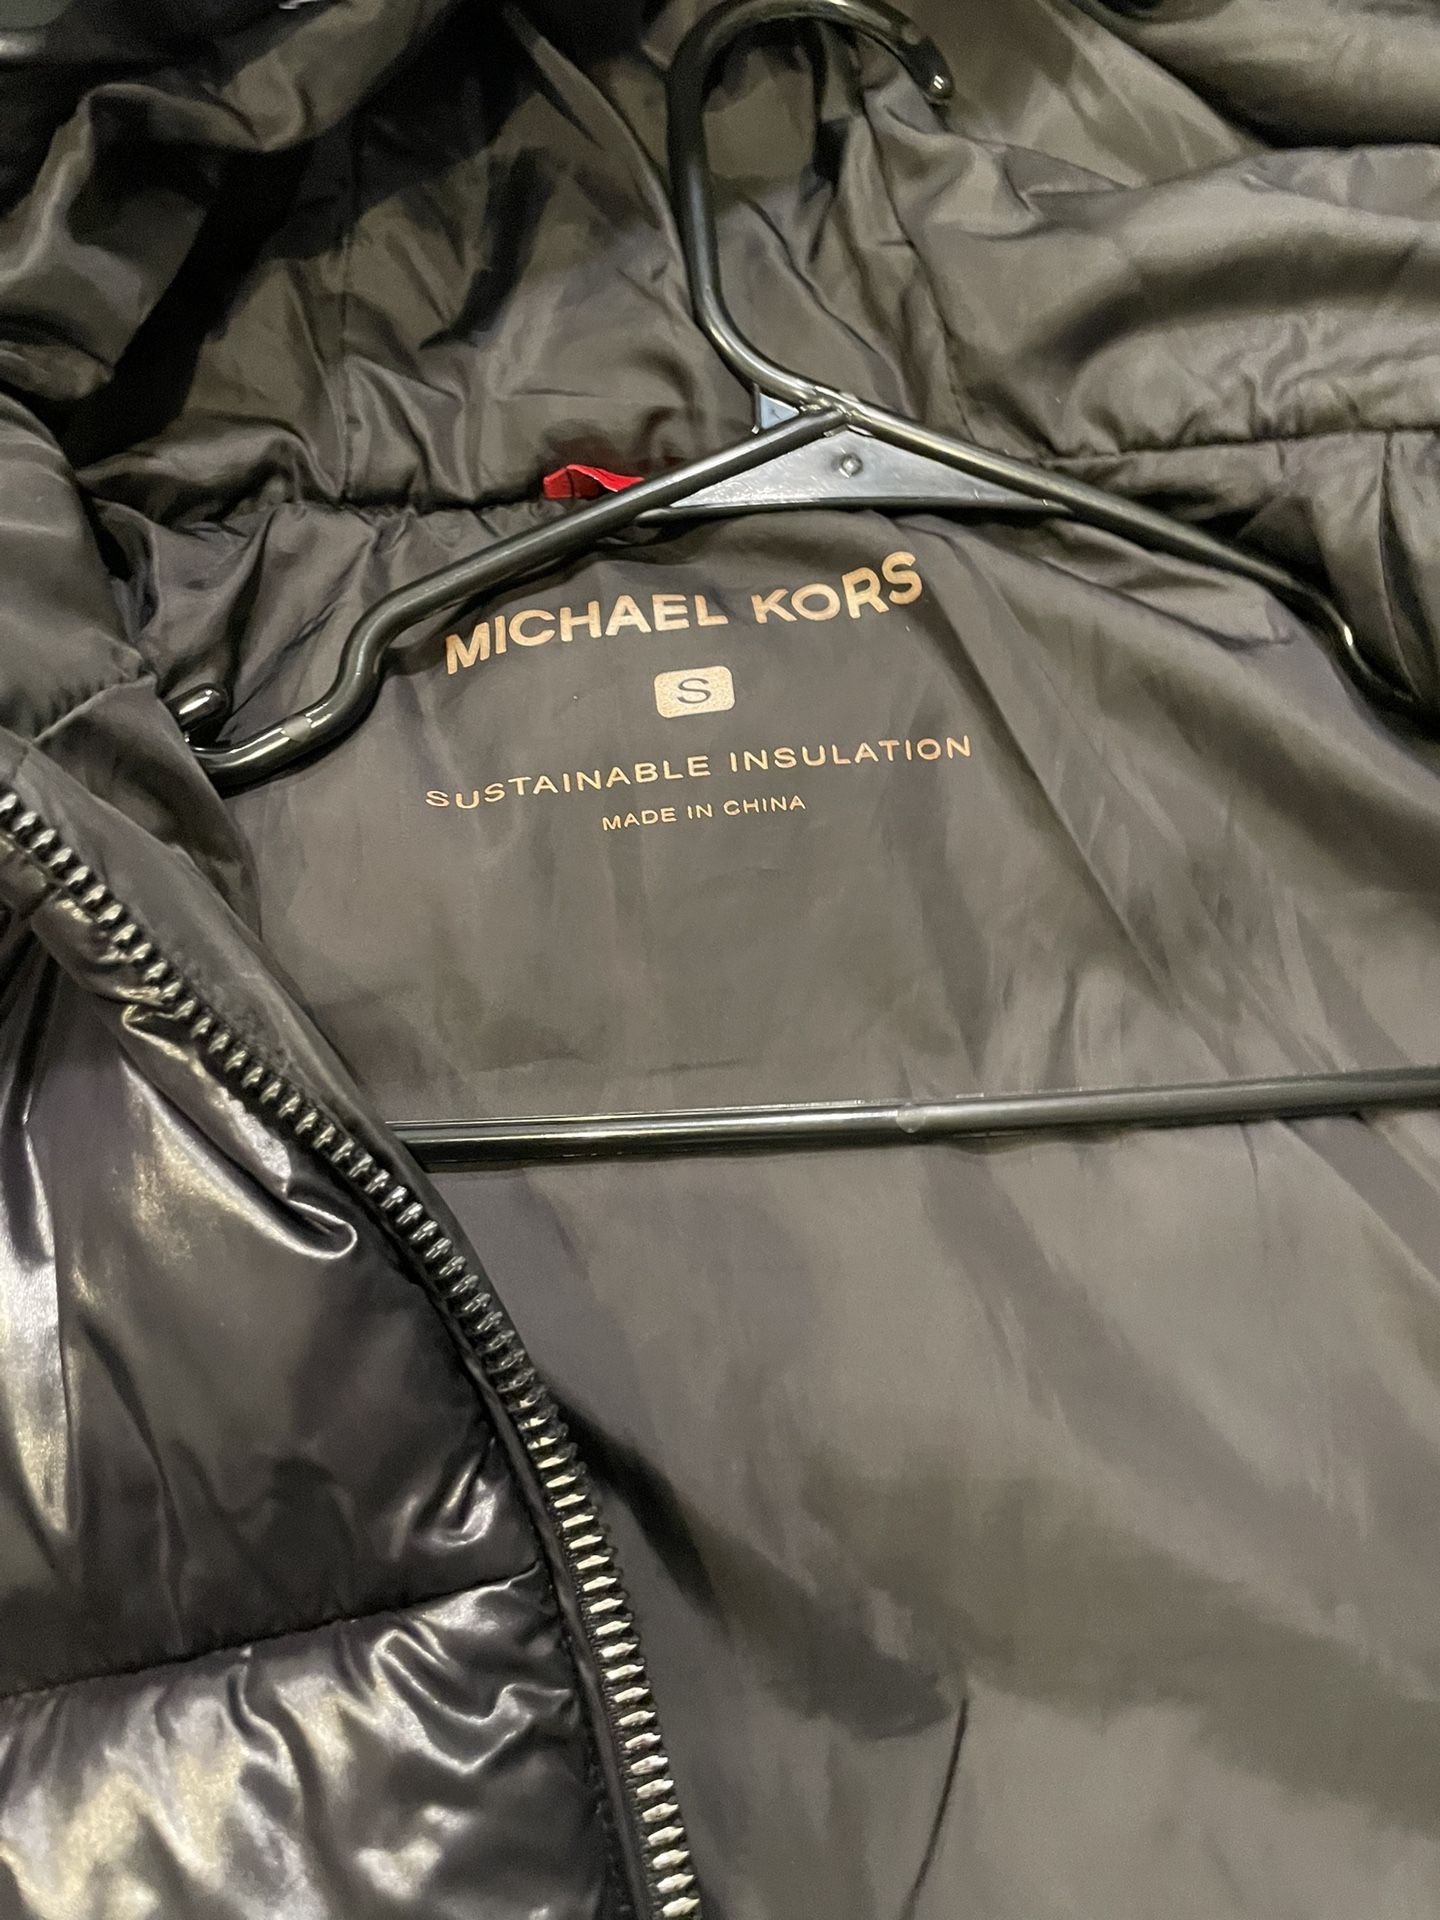 MICHAEL KORS
S
SUSTAINABLE INSULATION
MADE IN CHINA